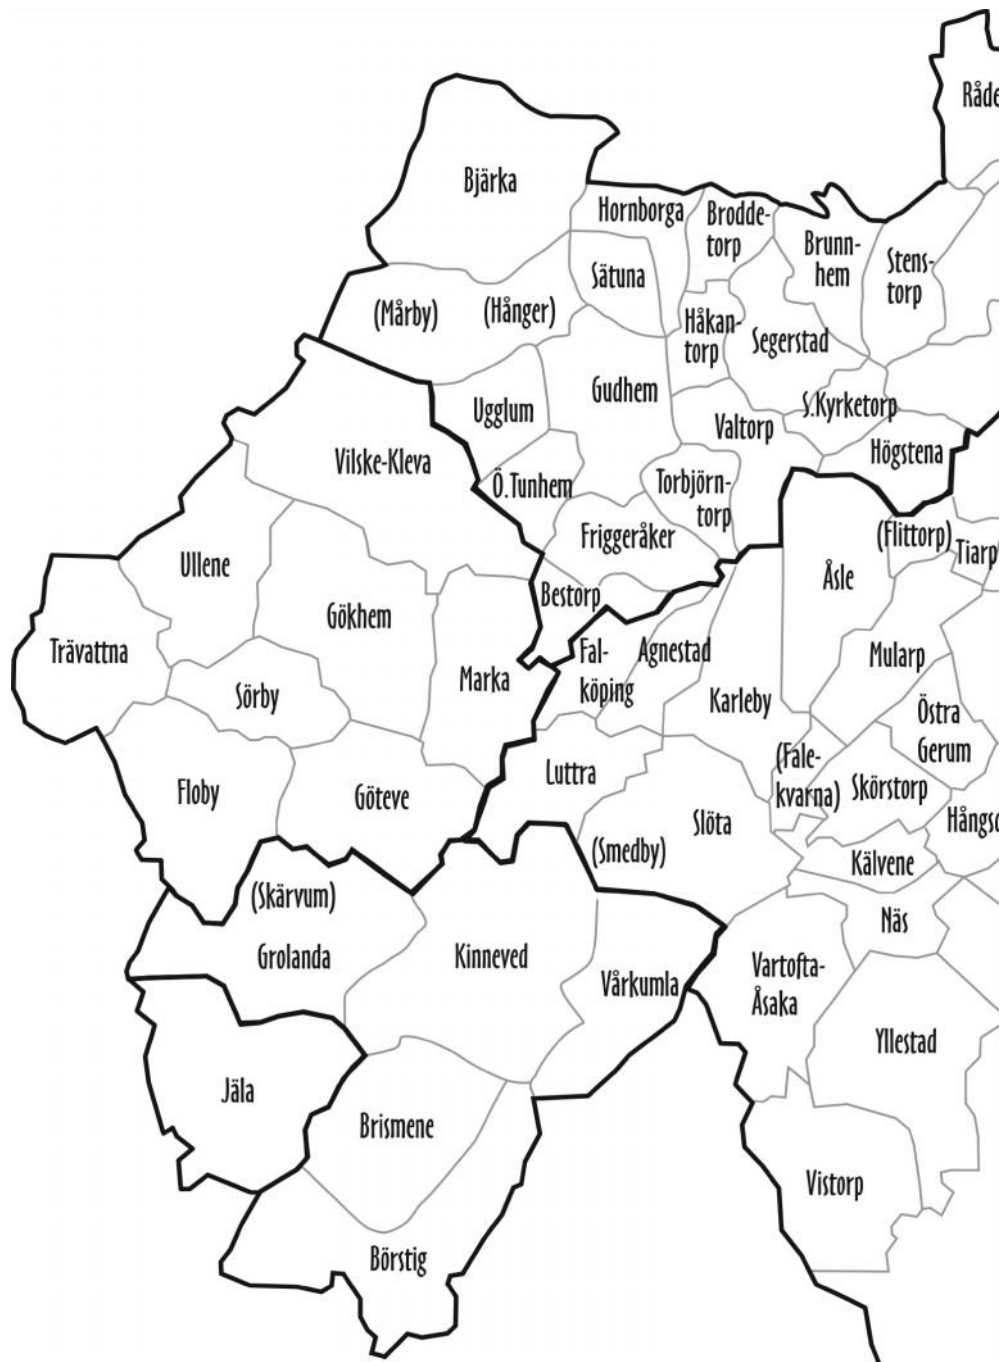 Råde
Bjärka
Hornborga
Brodde-
torp
Brunn-
hem
Stens-
torp
Sätuna
(Mårby)
(Hånger)
Håkan-
torp
Segerstad
Gudhem
Ugglum
S.Kyrketorp
Valtorp
Högstena
Vilske-Kleva
Ö.Tunhem
Torbjörn-
torp
Friggeråker
(Flittorp)
Tiarp
Ullene
Åsle
Bestorp
Gökhem
Trävattna
Fal-
köping
Agnestad
Mularp
Marka
Sörby
Karleby
Östra
Gerum
Floby
Göteve
Luttra
(Fale-
kvarna)
Skörstorp
Slöta
Hångsd
(Smedby)
Kälvene
(Skärvum)
Näs
Grolanda
Kinneved
Vårkumla
Vartofta-
Åsaka
Yllestad
Jäla
Brismene
Vistorp
Börstig